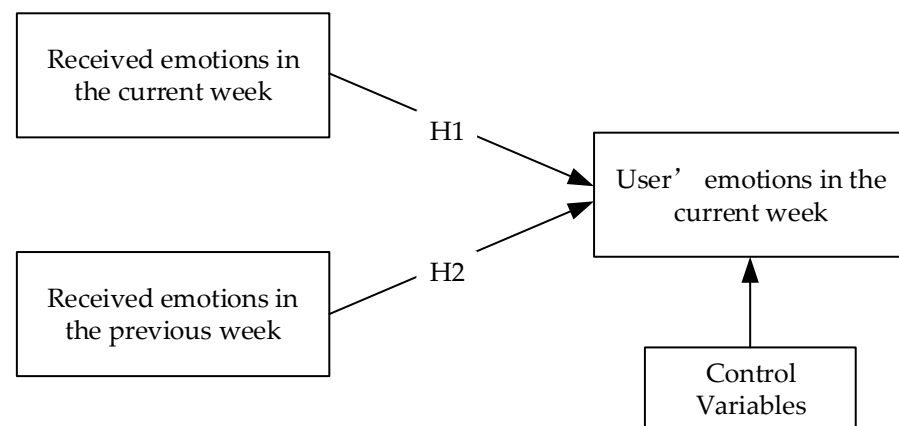 Received emotions in
the current week
H1
User’ emotions in the
current week
H2
Received emotions in
the previous week
Control
Variables